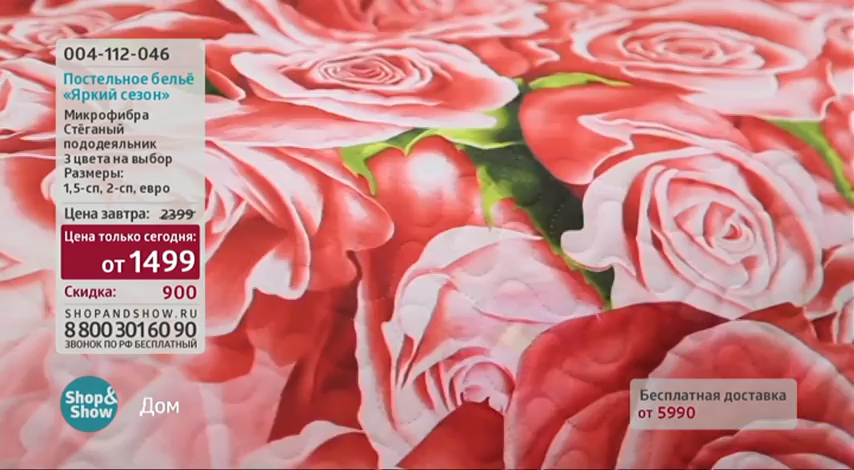 004-112-046
Постельное бельё
«Яркий сезон»
Микрофибра
Стёганый
пододеяльник
3 цвета на выбор
Размеры:
1,5-сп, 2-сп, евро
Цена завтра: 2399
Цена только сегодня:
от 1499
Скидка: 900
SHOPANDSHOW.RU
8 800 301 60 90
ЗВОНОК ПО РФ БЕСПЛАТНЫЙ
Shop&
Show
Дом
Бесплатная доставка
от 5990